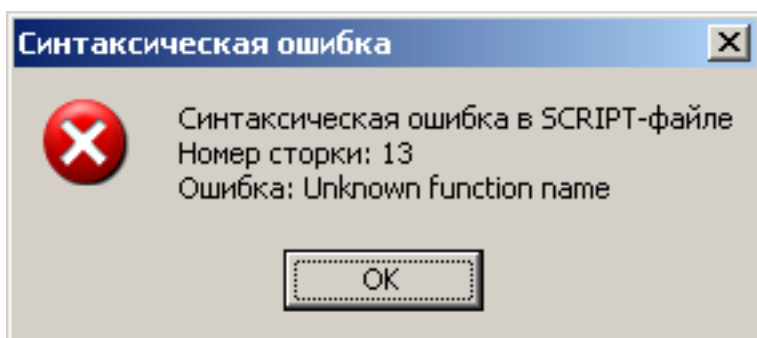 Синтаксическая ошибка
Синтаксическая ошибка в SCRIPT-файле
Номер сторки: 13
Ошибка: Unknown function name
OK